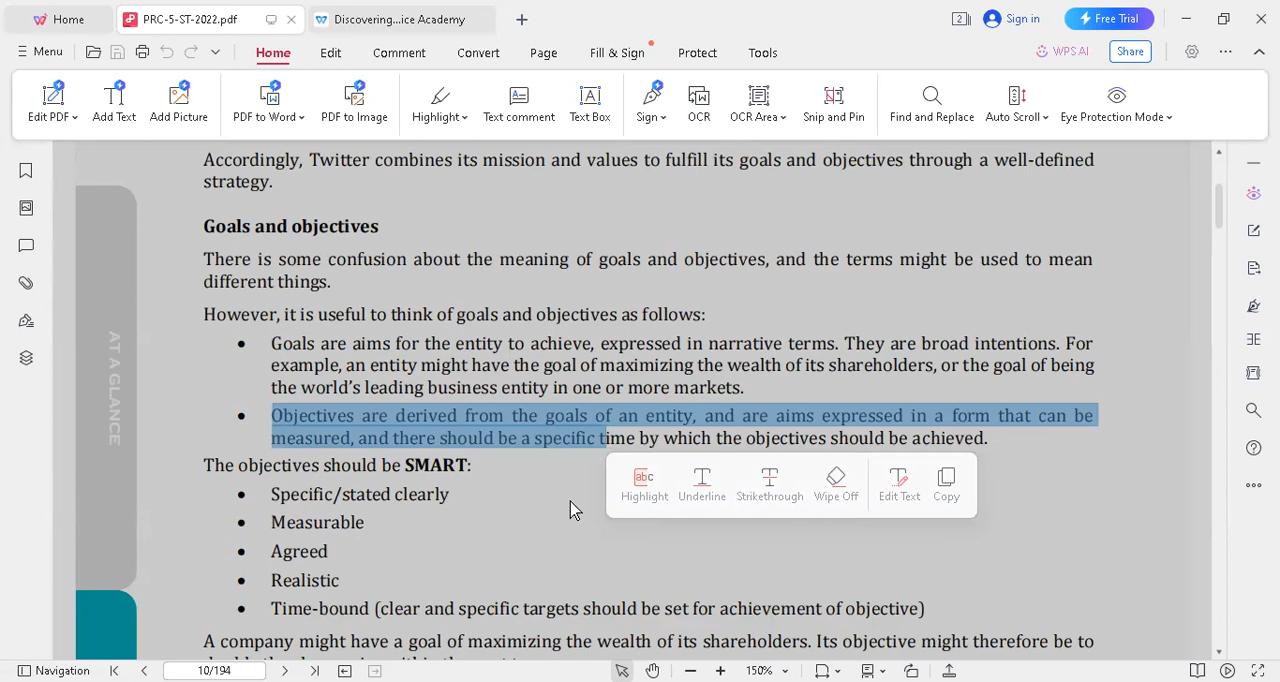 Home
PRC-5-ST-2022.pdf
Discovering...ice Academy
2
Sign in
Free Trial
Menu
Home
Edit
Comment
Convert
Page
Fill & Sign
Protect
Tools
WPS AI
Share
Edit PDF
Add Text
Add Picture
PDF to Word
PDF to Image
Highlight
Text comment
Text Box
Sign
OCR
OCR Area
Snip and Pin
Find and Replace
Auto Scroll
Eye Protection Mode
Accordingly, Twitter combines its mission and values to fulfill its goals and objectives through a well-defined
strategy.
Goals and objectives
There is some confusion about the meaning of goals and objectives, and the terms might be used to mean
different things.
However, it is useful to think of goals and objectives as follows:
• Goals are aims for the entity to achieve, expressed in narrative terms. They are broad intentions. For
example, an entity might have the goal of maximizing the wealth of its shareholders, or the goal of being
the world's leading business entity in one or more markets.
• Objectives are derived from the goals of an entity, and are aims expressed in a form that can be
measured, and there should be a specific time by which the objectives should be achieved.
The objectives should be SMART:
• Specific/stated clearly
• Measurable
• Agreed
• Realistic
• Time-bound (clear and specific targets should be set for achievement of objective)
A company might have a goal of maximizing the wealth of its shareholders. Its objective might therefore be to
AT A GLANCE
abc
Highlight
Underline
Strikethrough
Wipe Off
Edit Text
Copy
Navigation
10/194
150%